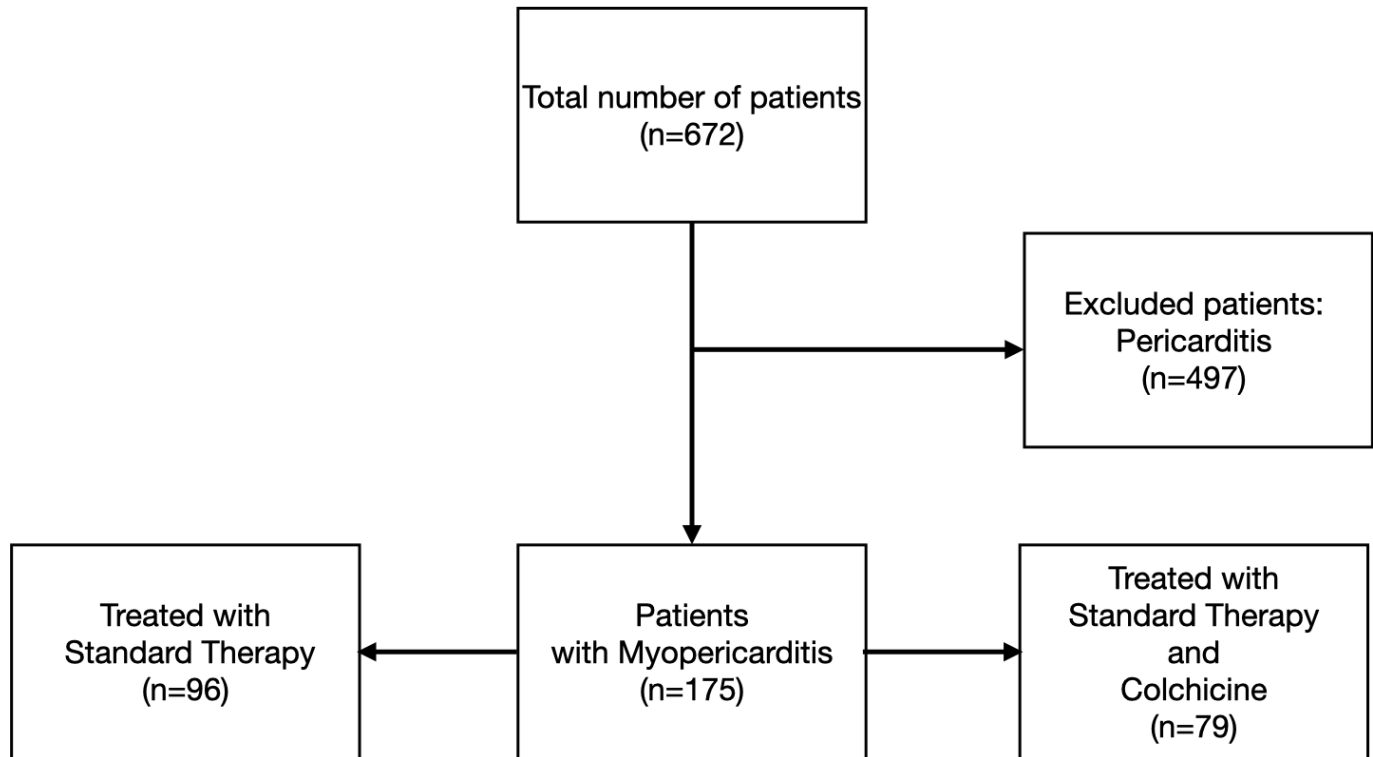 Total number of patients
(n=672)
Excluded patients:
Pericarditis
(n=497)
Treated with
Standard Therapy
(n=96)
Patients
with Myopericarditis
(n=175)
Treated with
Standard Therapy
and
Colchicine
(n=79)